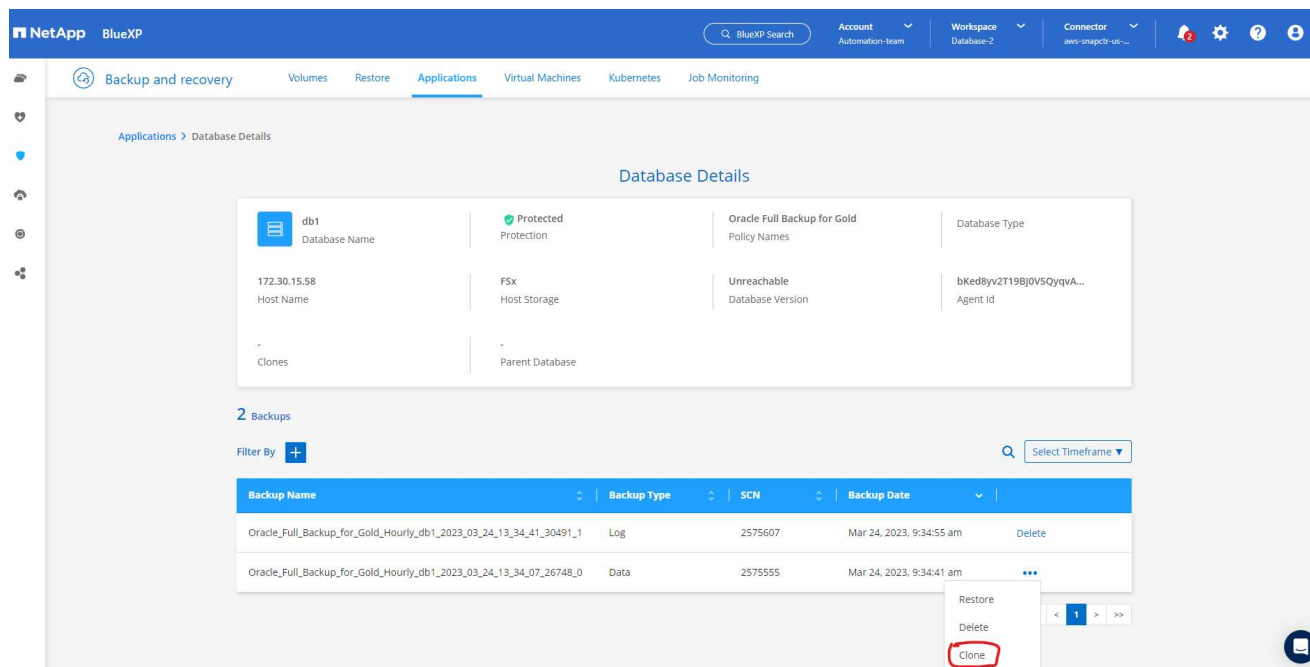 NetApp BlueXP
BlueXP Search
Account
Automation-team
Workspace
Database-2
Connector
aws-snapctr-us-...
2
Backup and recovery
Volumes Restore Applications Virtual Machines Kubernetes Job Monitoring
Applications > Database Details
Database Details
db1
Database Name
Protected
Protection
Oracle Full Backup for Gold
Policy Names
Database Type
172.30.15.58
Host Name
FSx
Host Storage
Unreachable
Database Version
bKed8yv2T19BJ0V5QyqvA...
Agent Id
-
Clones
-
Parent Database
2 Backups
Filter By +
Select Timeframe ▼
Backup Name Backup Type SCN Backup Date
Oracle_Full_Backup_for_Gold_Hourly_db1_2023_03_24_13_34_41_30491_1 Log 2575607 Mar 24, 2023, 9:34:55 am Delete
Oracle_Full_Backup_for_Gold_Hourly_db1_2023_03_24_13_34_07_26748_0 Data 2575555 Mar 24, 2023, 9:34:41 am •••
Restore
Delete
Clone
< 1 > >>